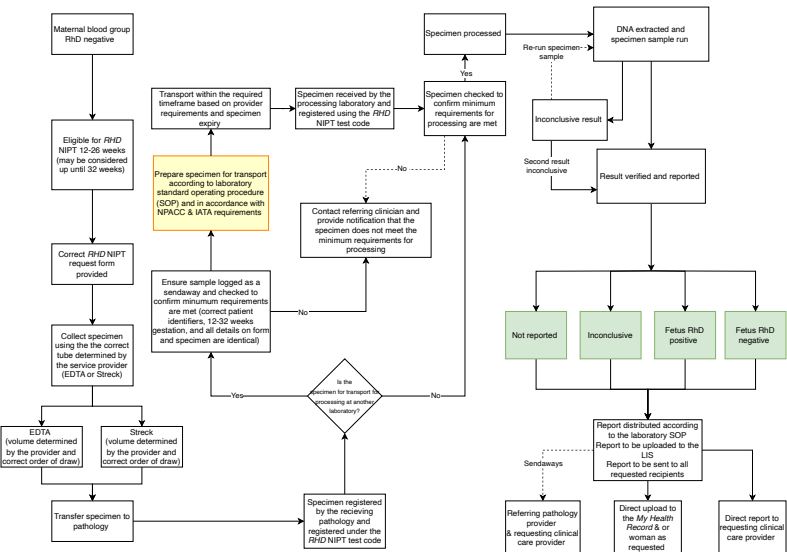 Maternal blood group
RhD negative
Eligible for RHD
NIPT 12-26 weeks
(may be considered
up until 32 weeks)
Correct RHD NIPT
request form
provided
Collect specimen
using the the correct
tube determined by
the service provider
(EDTA or Streck)
EDTA
(volume determined
by the provider and
correct order of draw)
Streck
(volume determined
by the provider and
correct order of draw)
Transfer specimen to
pathology
Specimen registered
by the recieving
pathology and
registered under the
RHD NIPT test code
Is the
specimen for transport for
processing at another
laboratory?
Yes
No
Ensure sample logged as a
sendaway and checked to
confirm minumum requirements
are met (correct patient
identifiers, 12-32 weeks
gestation, and all details on form
and specimen are identical)
No
Prepare specimen for transport
according to laboratory
standard operating procedure
(SOP) and in accordance with
NPACC & IATA requirements
Transport within the required
timeframe based on provider
requirements and specimen
expiry
Specimen received by the
processing laboratory and
registered using the RHD
NIPT test code
Specimen checked to
confirm minimum
requirements for
processing are met
No
Contact referring clinician and
provide notification that the
specimen does not meet the
minimum requirements for
processing
Yes
Specimen processed
DNA extracted and
specimen sample run
Re-run specimen
sample
Inconclusive result
Second result
inconclusive
Result verified and reported
Not reported
Inconclusive
Fetus RhD
positive
Fetus RhD
negative
Report distributed according
to the laboratory SOP
Report to be uploaded to the
LIS
Report to be sent to all
requested recipients
Sendaways
Referring pathology
provider
& requesting clinical
care provider
Direct upload to
the My Health
Record & or
woman as
requested
Direct report to
requesting clinical
care provider